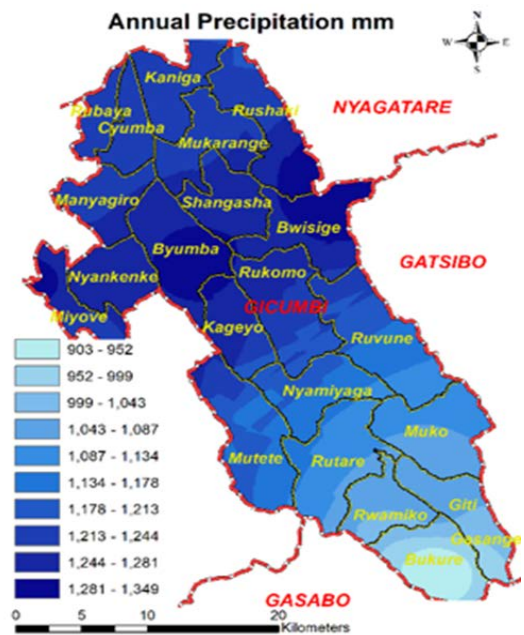 Annual Precipitation mm
N
W E
S
Kaniga
Rubaya
Rushaki
NYAGATARE
Cyumba
Mukarange
Manyagiro
Shangasha
Bwisige
Byumba
GATSIBO
Nyankenke
Rukomo
GICUMBI
Miyove
Kageyo
Ruvune
903 - 952
952 - 999
Nyamiyaga
999 - 1,043
1,043 - 1,087
Muko
1,087 - 1,134
Mutete
Rutare
1,134 - 1,178
Giti
1,178 - 1,213
Rwamiko
1,213 - 1,244
Gasange
1,244 - 1,281
Bukure
1,281 - 1,349
GASABO
0 5 10 20
Kilometers